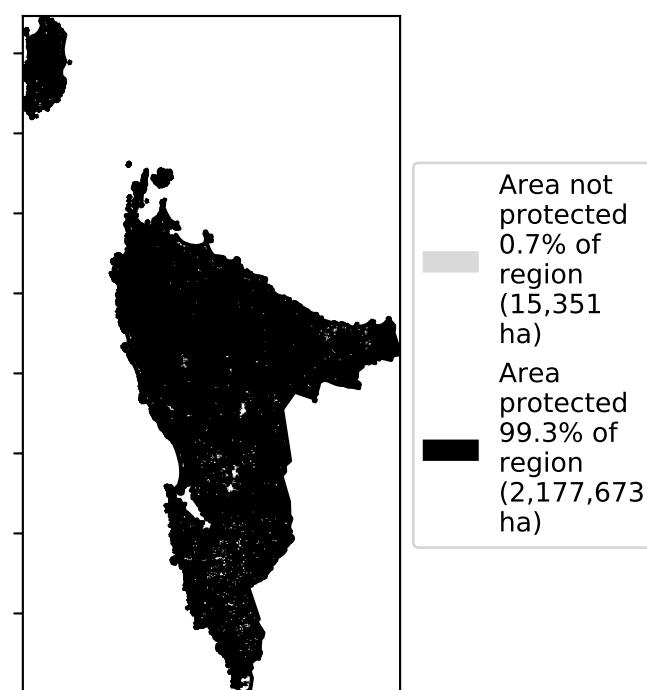 Area not
protected
0.7% of
region
(15,351
ha)
Area
protected
99.3% of
region
(2,177,673
ha)